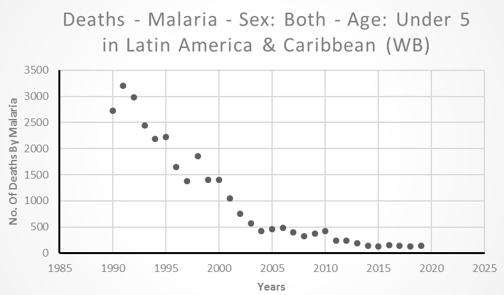 Deaths - Malaria - Sex: Both - Age: Under 5
in Latin America & Caribbean (WB)
3500
3000
2500
2000
1500
1000
500
0
No. Of Deaths By Malaria
1985 1990 1995 2000 2005 2010 2015 2020 2025
Years